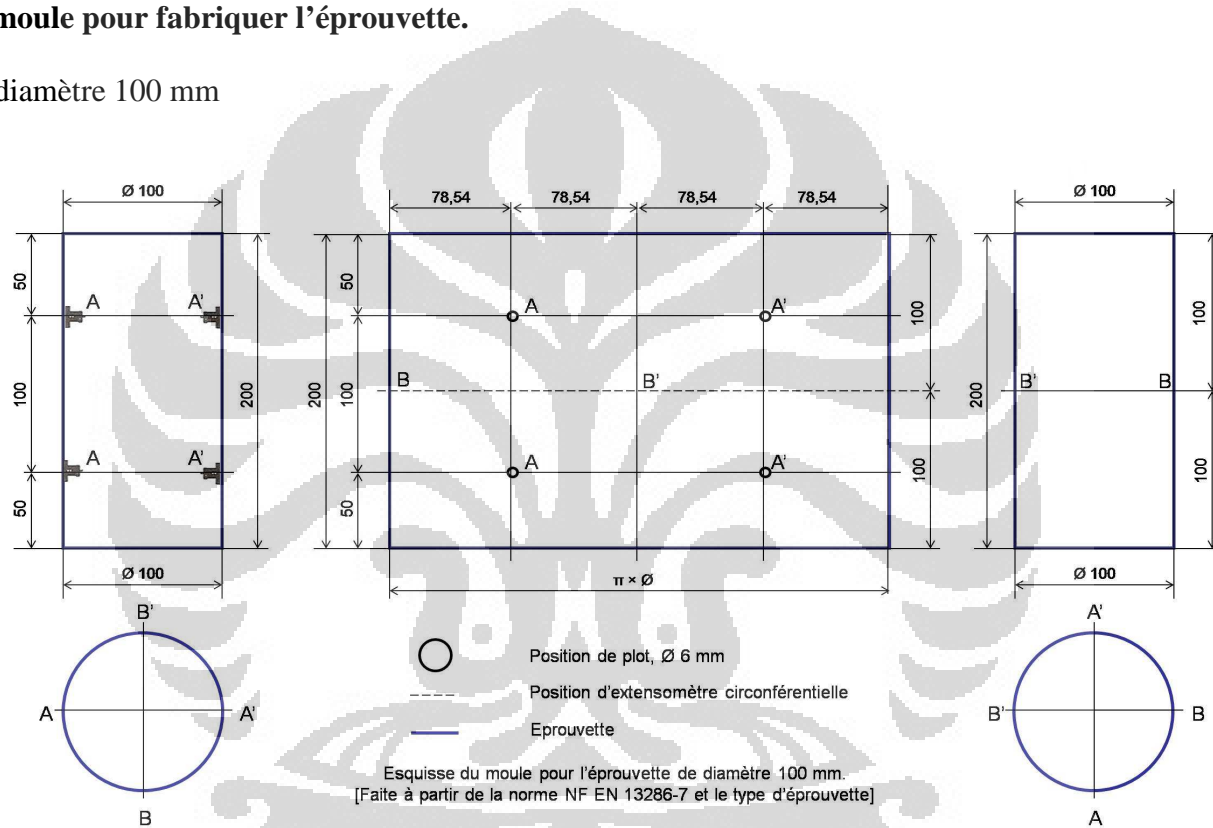 moule pour fabriquer l’éprouvette.
diamètre 100 mm
Ø 100
78,54 78,54 78,54 78,54
Ø 100
50
100
50
A A'
A A'
200
Ø 100
200
50
100
50
A A'
B B'
A A'
100
100
π × Ø
200
B' B
100
100
Ø 100
B'
A A'
B
Position de plot, Ø 6 mm
Position d’extensomètre circonférentielle
Eprouvette
Esquisse du moule pour l’éprouvette de diamètre 100 mm.
[Faite à partir de la norme NF EN 13286-7 et le type d’éprouvette]
A'
B' B
A